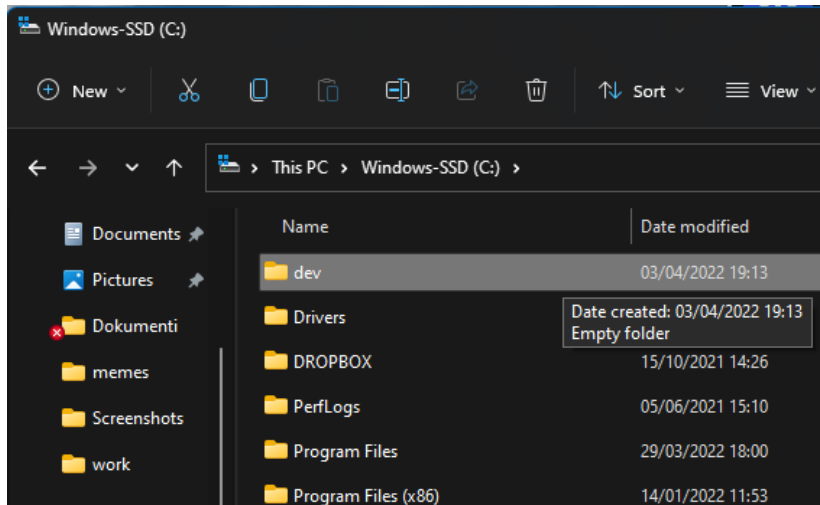 Windows-SSD (C:)
New
Sort
View
This PC > Windows-SSD (C:) >
Name Date modified
Documents
dev 03/04/2022 19:13
Pictures
Date created: 03/04/2022 19:13
Empty folder
Drivers
Dokumenti
DROPBOX 15/10/2021 14:26
memes
PerfLogs 05/06/2021 15:10
Screenshots
Program Files 29/03/2022 18:00
work
Program Files (x86) 14/01/2022 11:53